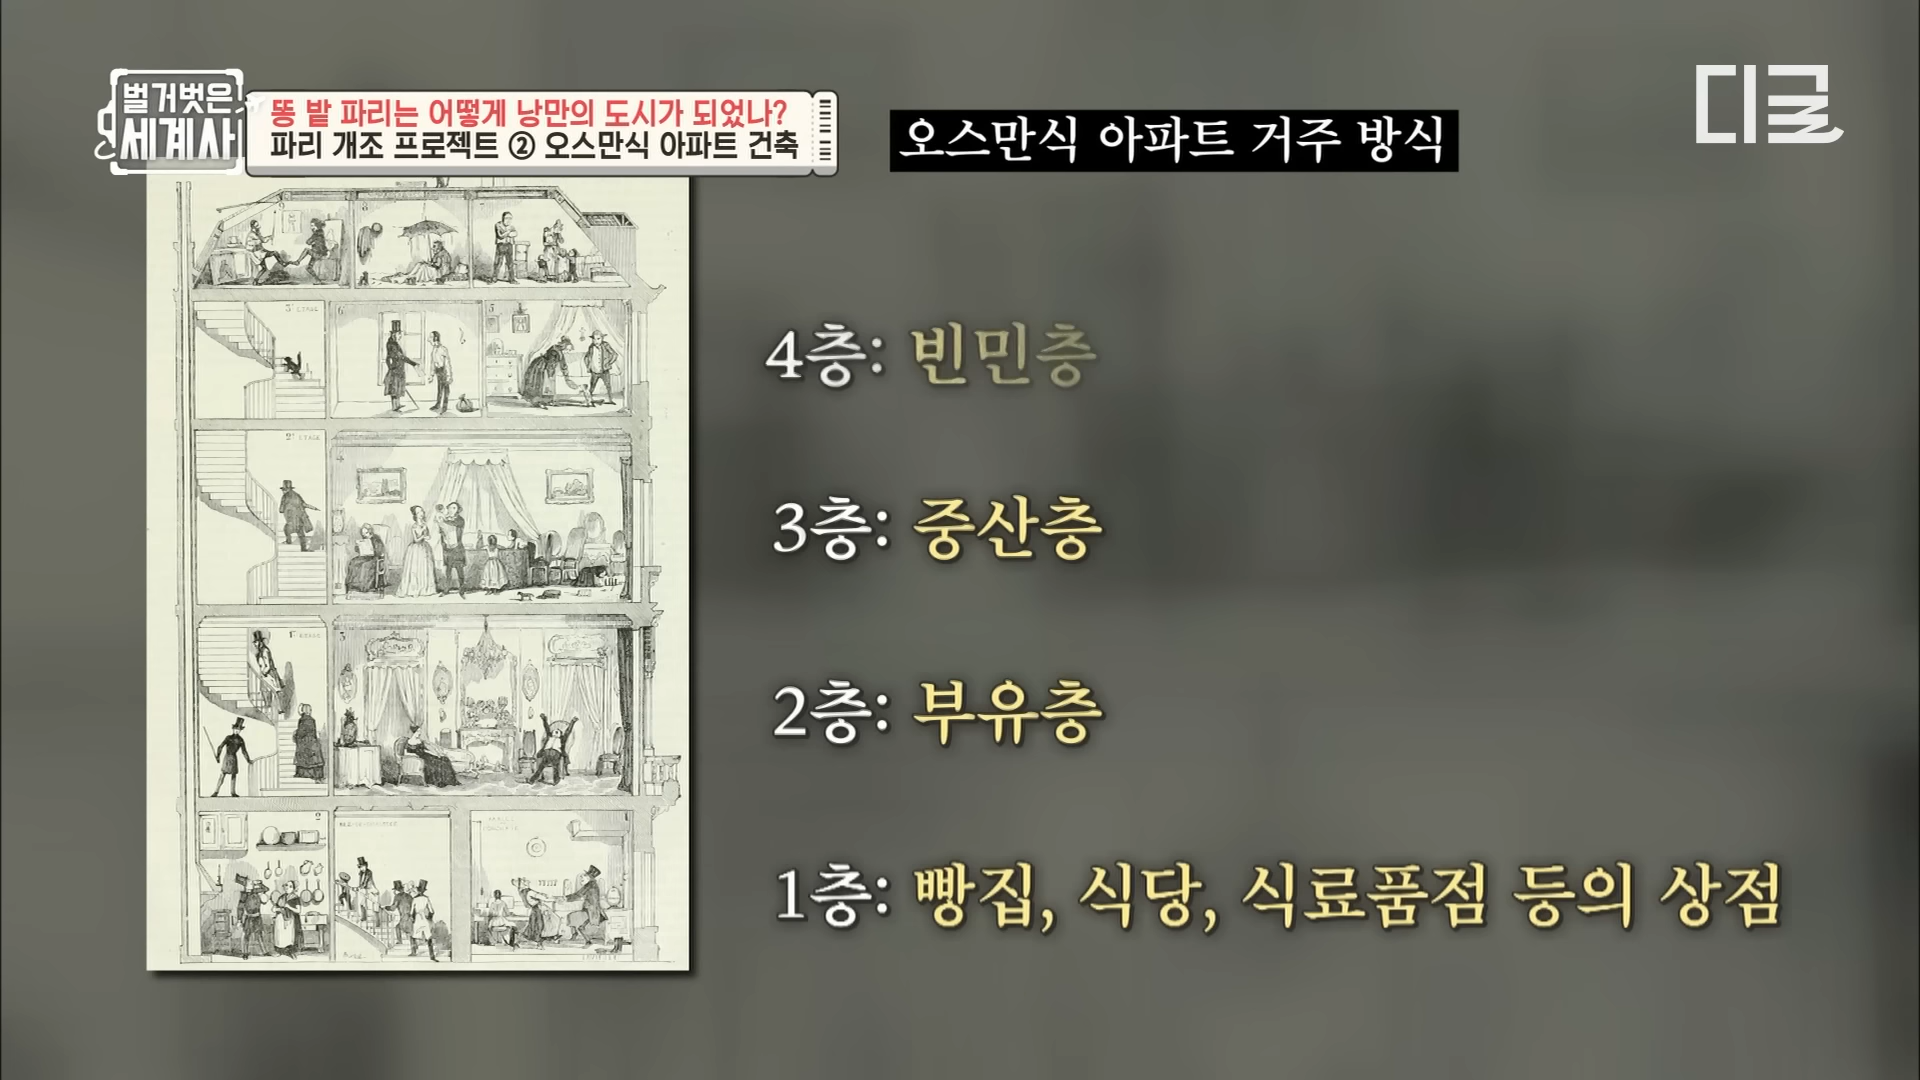 벌거벗은
세계사
똥 밭 파리는 어떻게 낭만의 도시가 되었나?
파리 개조 프로젝트 ② 오스만식 아파트 건축
오스만식 아파트 거주 방식
디글
4층: 빈민층
3층: 중산층
2층: 부유층
1층: 빵집, 식당, 식료품점 등의 상점
3ᵉ ETAGE
2ᵉ ETAGE